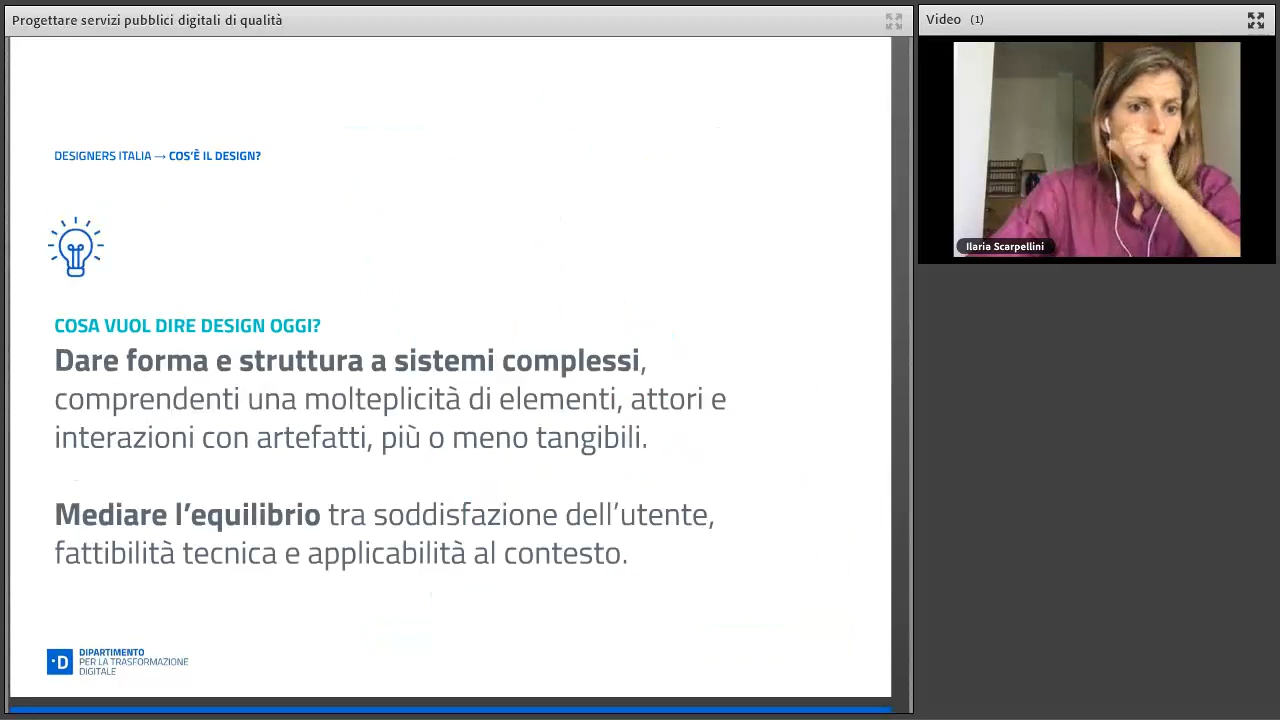 Progettare servizi pubblici digitali di qualità
Video (1)
Ilaria Scarpellini
DESIGNERS ITALIA → COS'È IL DESIGN?
COSA VUOL DIRE DESIGN OGGI?
Dare forma e struttura a sistemi complessi,
comprendenti una molteplicità di elementi, attori e
interazioni con artefatti, più o meno tangibili.
Mediare l'equilibrio tra soddisfazione dell'utente,
fattibilità tecnica e applicabilità al contesto.
·D
DIPARTIMENTO
PER LA TRASFORMAZIONE
DIGITALE